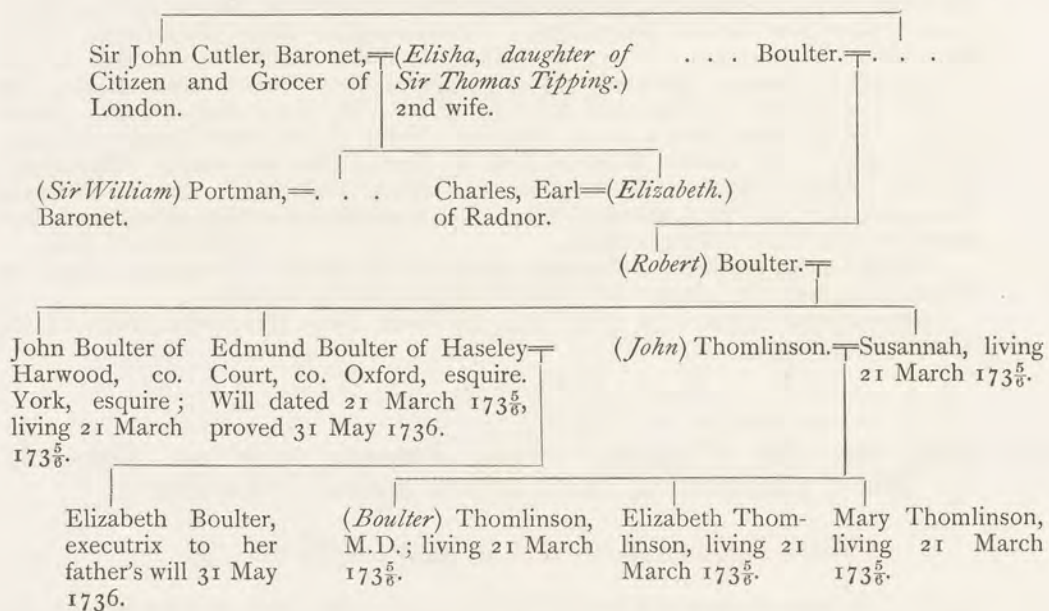 Sir John Cutler, Baronet,
Citizen and Grocer of
London.
(Elisha, daughter of
Sir Thomas Tipping.)
2nd wife.
. . . Boulter. . . .
(Sir William) Portman, . . .
Baronet.
Charles, Earl
of Radnor.
(Elizabeth.)
(Robert) Boulter.
John Boulter of
Harwood, co.
York, esquire ;
living 21 March
173⅚.
Edmund Boulter of Haseley
Court, co. Oxford, esquire.
Will dated 21 March 173⅚,
proved 31 May 1736.
(John) Thomlinson.
Susannah, living
21 March 173⅚.
Elizabeth Boulter,
executrix to her
father's will 31 May
1736.
(Boulter) Thomlinson,
M.D.; living 21 March
173⅚.
Elizabeth Thom-
linson, living 21
March 173⅚.
Mary Thomlinson,
living 21 March
173⅚.